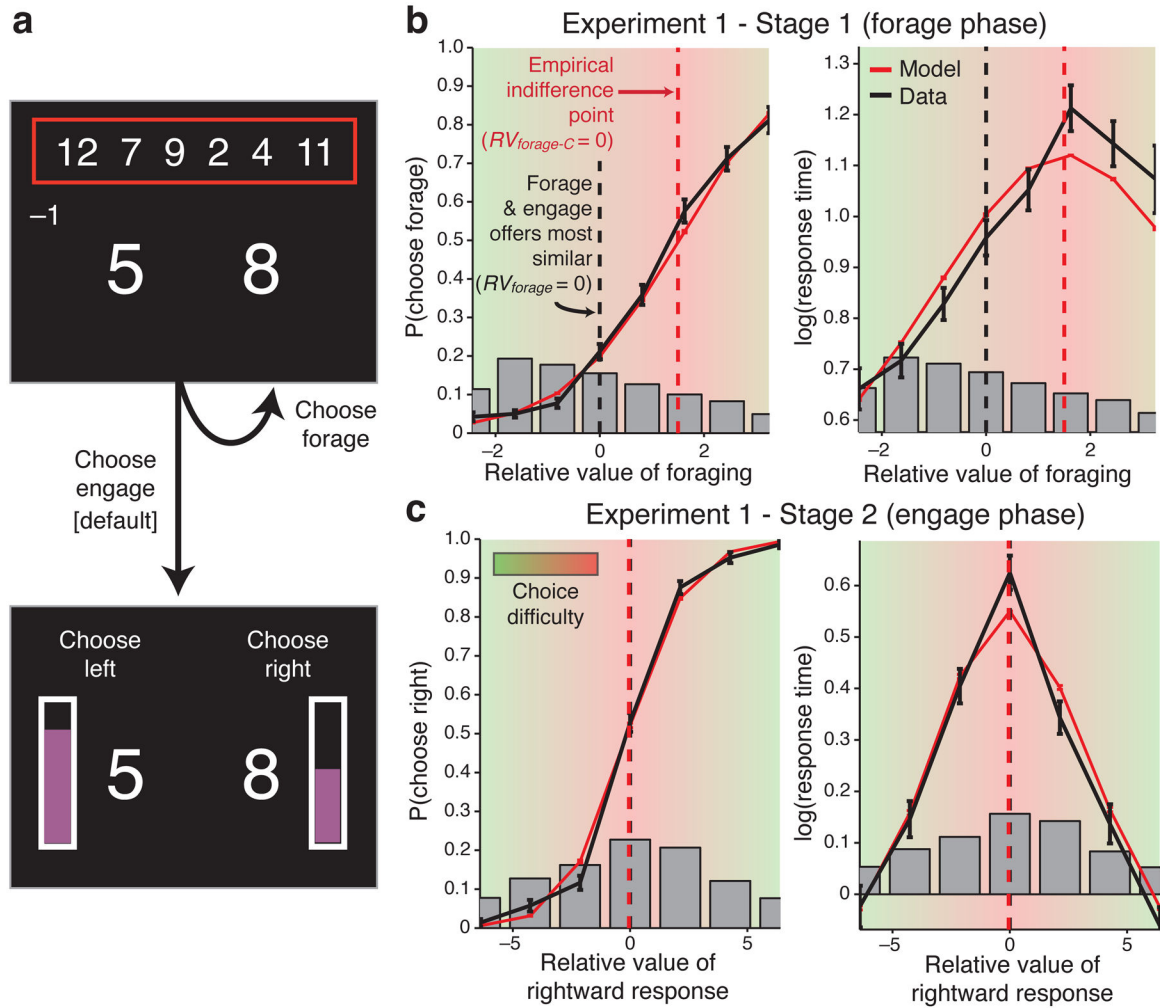 a
12 7 9 2 4 11
–1
5 8
Choose
forage
Choose
engage
[default]
Choose
left
Choose
right
5 8
b Experiment 1 - Stage 1 (forage phase)
P(choose forage)
1.0
0.9
0.8
0.7
0.6
0.5
0.4
0.3
0.2
0.1
0
Empirical
indifference
point
(RVforage-C = 0)
Forage
& engage
offers most
similar
(RVforage = 0)
–2 0 2
Relative value of foraging
log(response time)
1.3
1.2
1.1
1.0
0.9
0.8
0.7
0.6
Model
Data
–2 0 2
Relative value of foraging
c Experiment 1 - Stage 2 (engage phase)
P(choose right)
1.0
0.9
0.8
0.7
0.6
0.5
0.4
0.3
0.2
0.1
0
Choice
difficulty
–5 0 5
Relative value of
rightward response
log(response time)
0.6
0.5
0.4
0.3
0.2
0.1
0
–5 0 5
Relative value of
rightward response